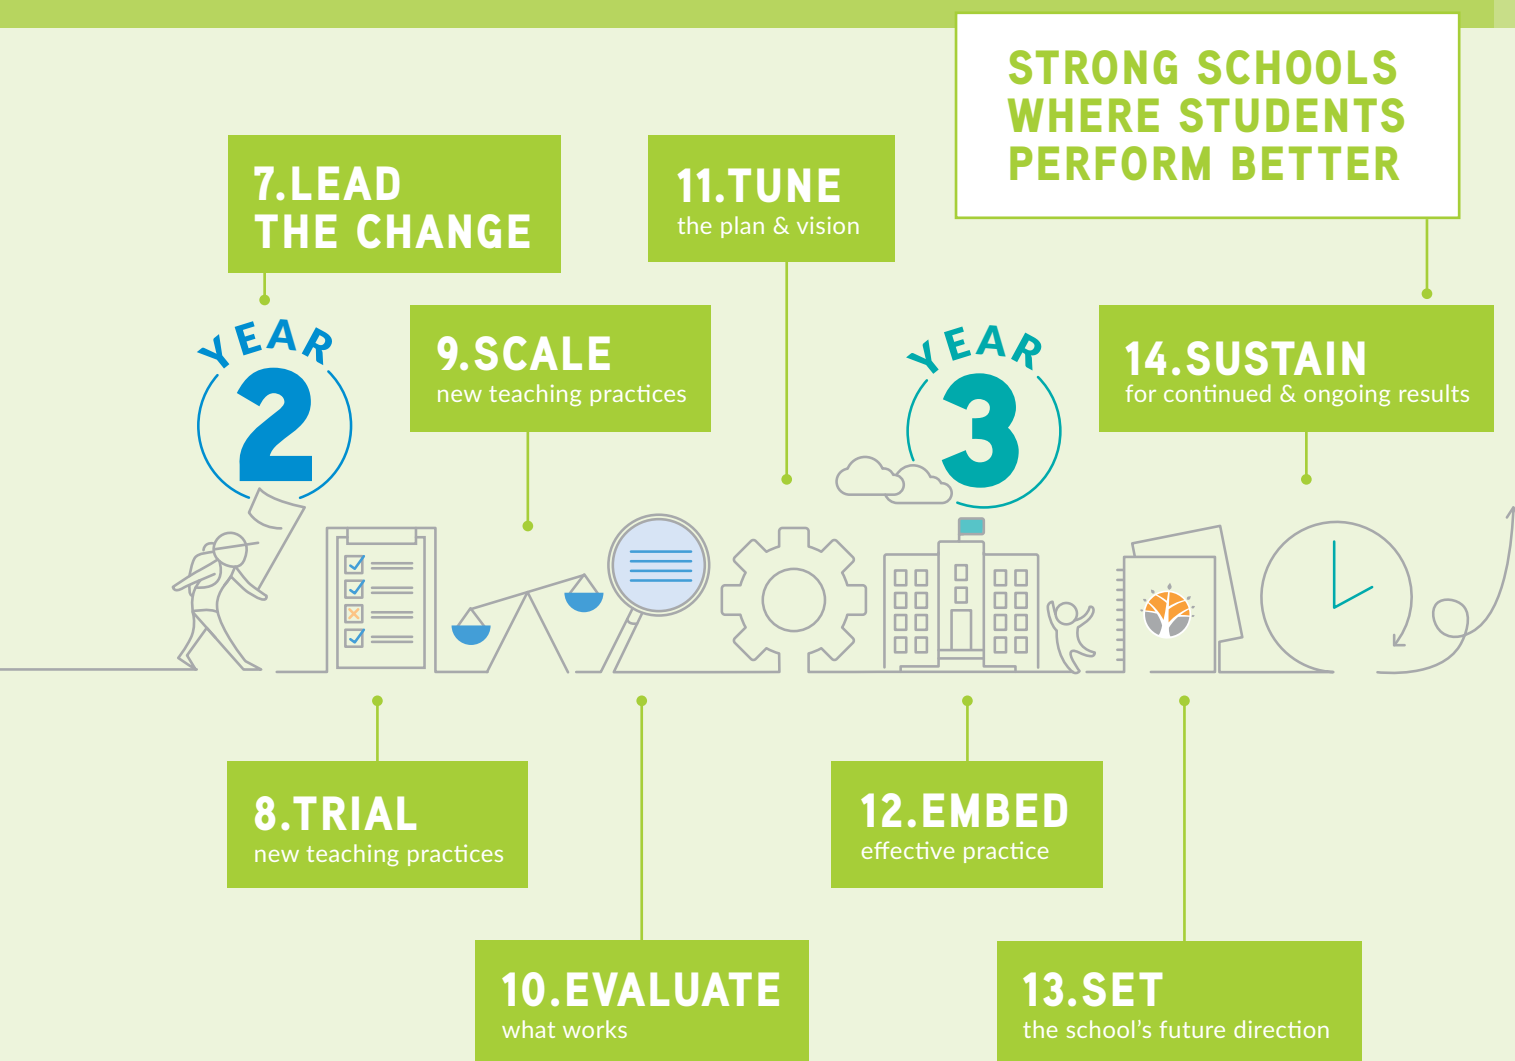 STRONG SCHOOLS
WHERE STUDENTS
PERFORM BETTER
7.LEAD
THE CHANGE
YEAR
2
8.TRIAL
new teaching practices
9.SCALE
new teaching practices
10.EVALUATE
what works
11.TUNE
the plan & vision
YEAR
3
12.EMBED
effective practice
13.SET
the school’s future direction
14.SUSTAIN
for continued & ongoing results